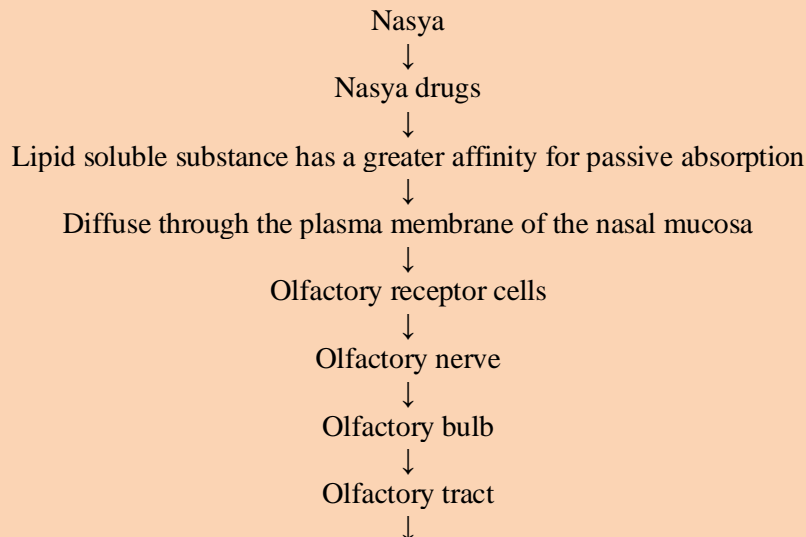 Nasya
↓
Nasya drugs
↓
Lipid soluble substance has a greater affinity for passive absorption
↓
Diffuse through the plasma membrane of the nasal mucosa
↓
Olfactory receptor cells
↓
Olfactory nerve
↓
Olfactory bulb
↓
Olfactory tract
↓